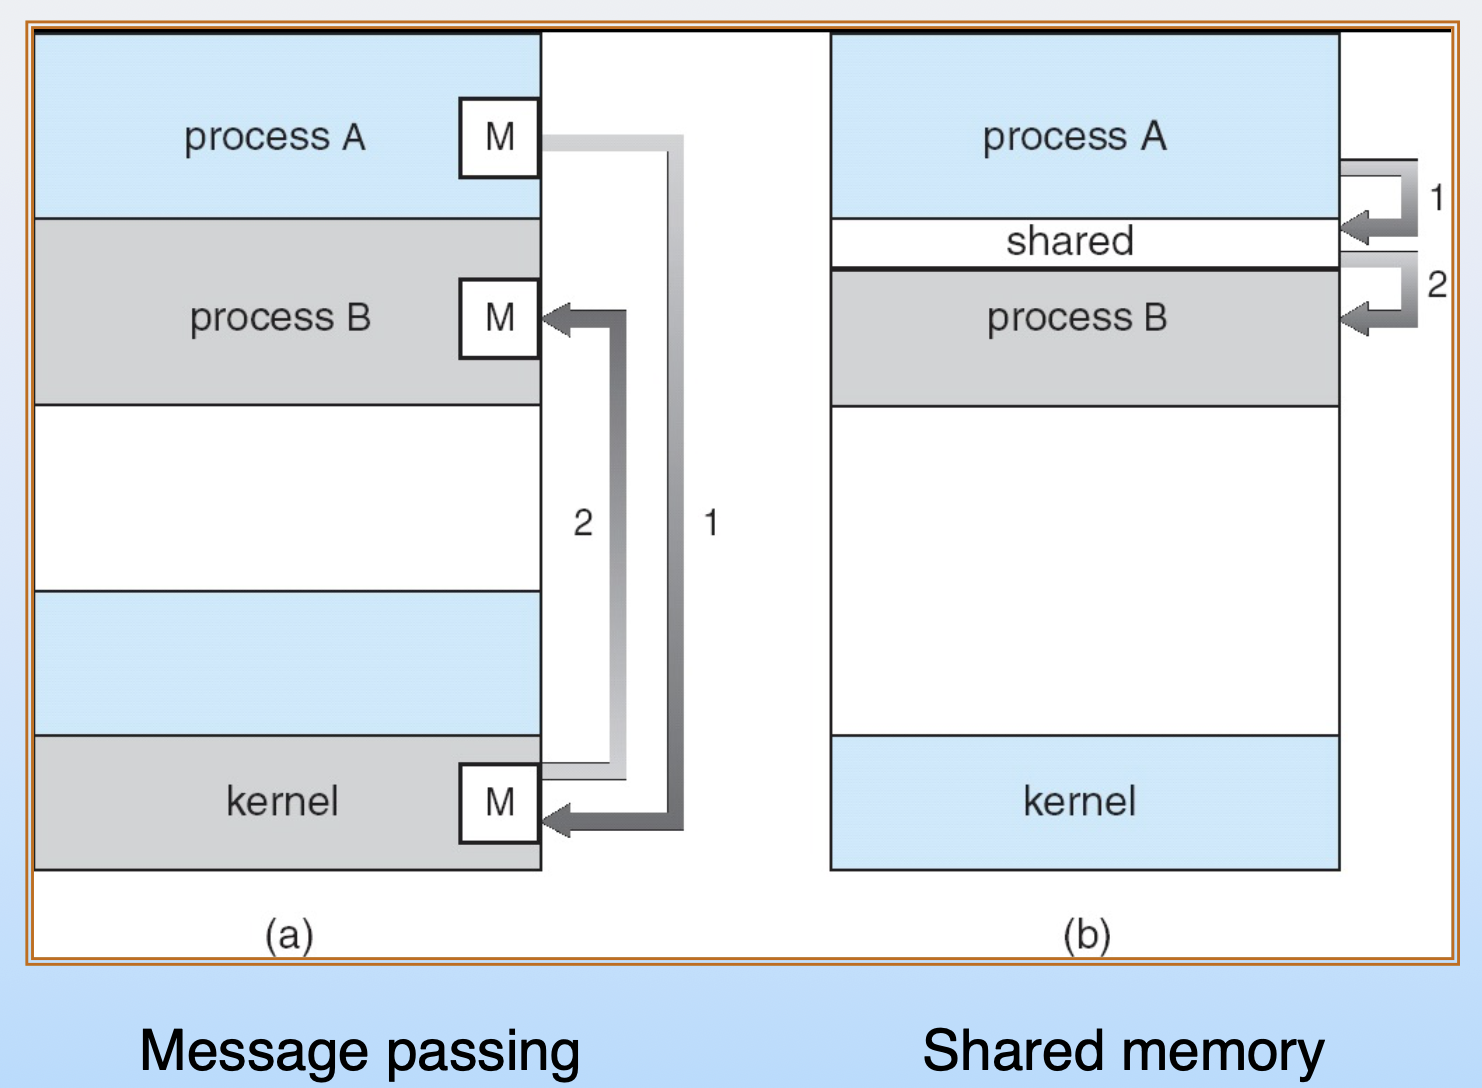 process A
M
process B
M
2
1
kernel
M
(a)
process A
1
shared
2
process B
kernel
(b)
Message passing
Shared memory